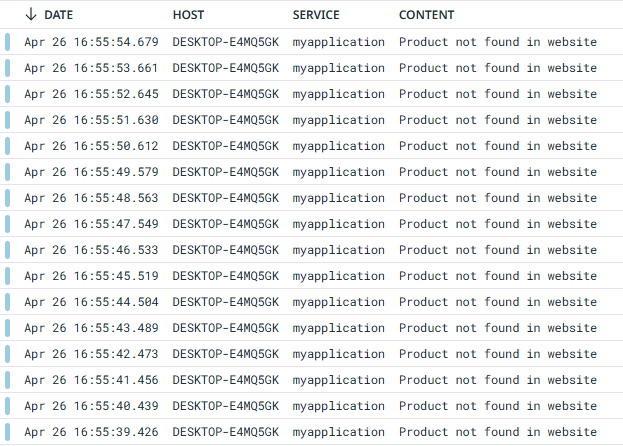 ↓ DATE HOST SERVICE CONTENT
Apr 26 16:55:54.679 DESKTOP-E4MQ5GK myapplication Product not found in website
Apr 26 16:55:53.661 DESKTOP-E4MQ5GK myapplication Product not found in website
Apr 26 16:55:52.645 DESKTOP-E4MQ5GK myapplication Product not found in website
Apr 26 16:55:51.630 DESKTOP-E4MQ5GK myapplication Product not found in website
Apr 26 16:55:50.612 DESKTOP-E4MQ5GK myapplication Product not found in website
Apr 26 16:55:49.579 DESKTOP-E4MQ5GK myapplication Product not found in website
Apr 26 16:55:48.563 DESKTOP-E4MQ5GK myapplication Product not found in website
Apr 26 16:55:47.549 DESKTOP-E4MQ5GK myapplication Product not found in website
Apr 26 16:55:46.533 DESKTOP-E4MQ5GK myapplication Product not found in website
Apr 26 16:55:45.519 DESKTOP-E4MQ5GK myapplication Product not found in website
Apr 26 16:55:44.504 DESKTOP-E4MQ5GK myapplication Product not found in website
Apr 26 16:55:43.489 DESKTOP-E4MQ5GK myapplication Product not found in website
Apr 26 16:55:42.473 DESKTOP-E4MQ5GK myapplication Product not found in website
Apr 26 16:55:41.456 DESKTOP-E4MQ5GK myapplication Product not found in website
Apr 26 16:55:40.439 DESKTOP-E4MQ5GK myapplication Product not found in website
Apr 26 16:55:39.426 DESKTOP-E4MQ5GK myapplication Product not found in website